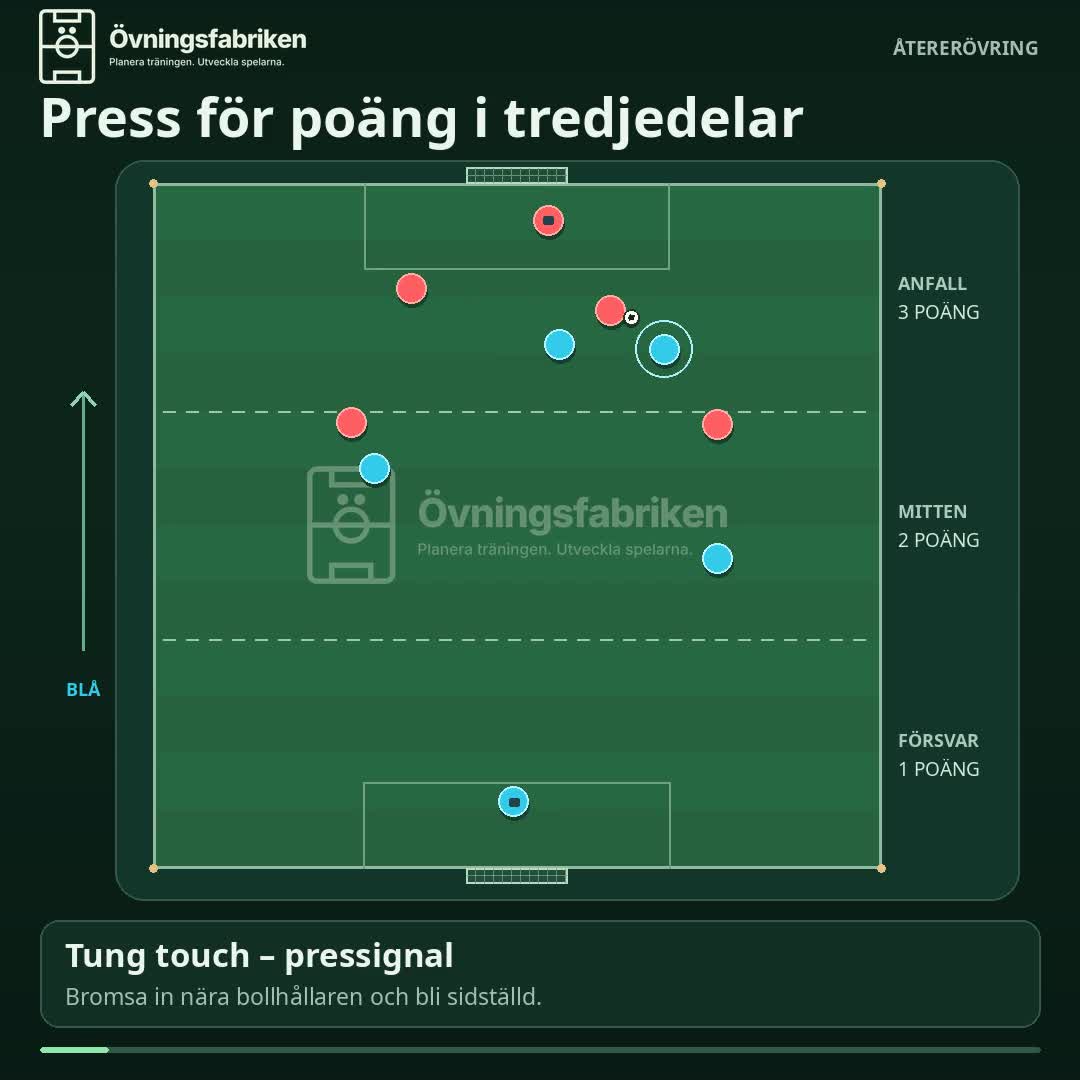 Övningsfabriken
Planera träningen. Utveckla spelarna.
ÅTERERÖVRING
Press för poäng i tredjedelar
ANFALL
3 POÄNG
Övningsfabriken
Planera träningen. Utveckla spelarna.
MITTEN
2 POÄNG
BLÅ
FÖRSVAR
1 POÄNG
Tung touch – pressignal
Bromsa in nära bollhållaren och bli sidställd.